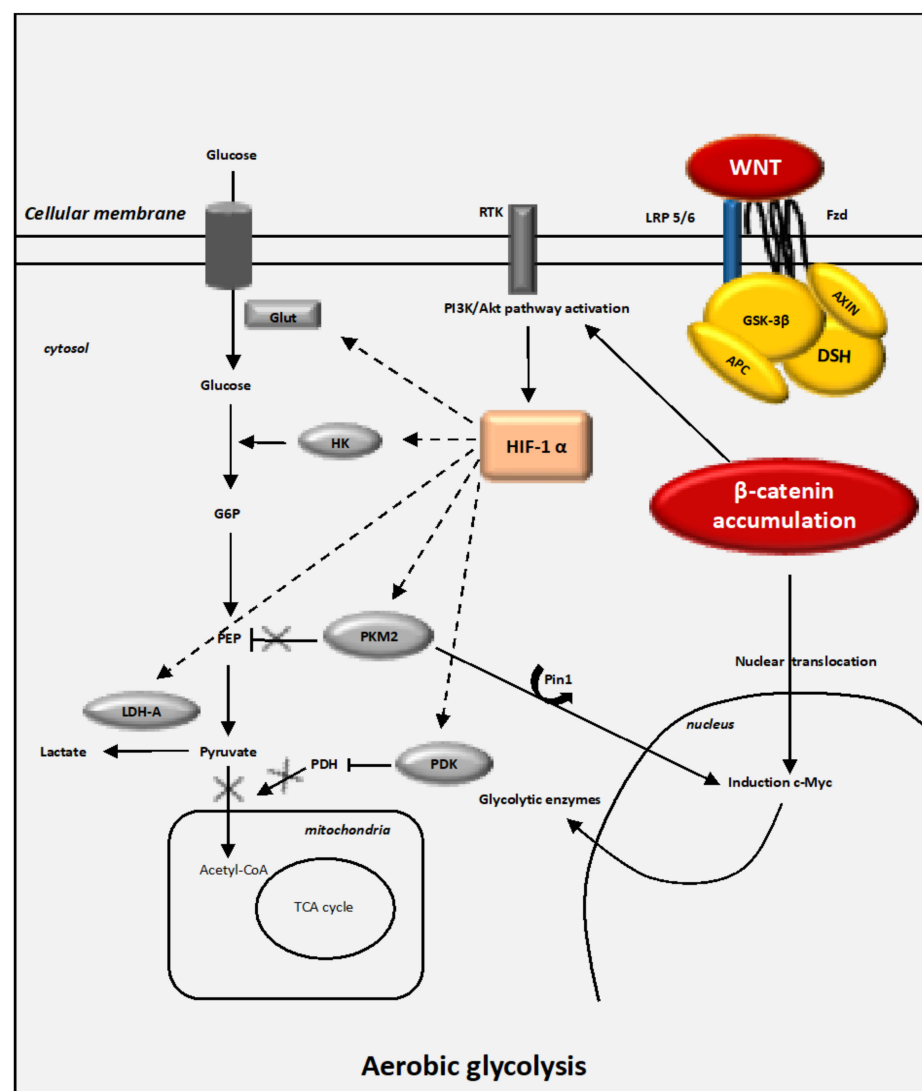 WNT
Glucose
Cellular membrane
RTK
LRP 5/6
Fzd
AXIN
Glut
PI3K/Akt pathway activation
GSK-3β
cytosol
DSH
APC
Glucose
HK
HIF-1 α
β-catenin
accumulation
G6P
PEP
PKM2
Nuclear translocation
Pin1
LDH-A
nucleus
Lactate
Pyruvate
PDH
PDK
Induction c-Myc
Glycolytic enzymes
mitochondria
Acetyl-CoA
TCA cycle
Aerobic glycolysis